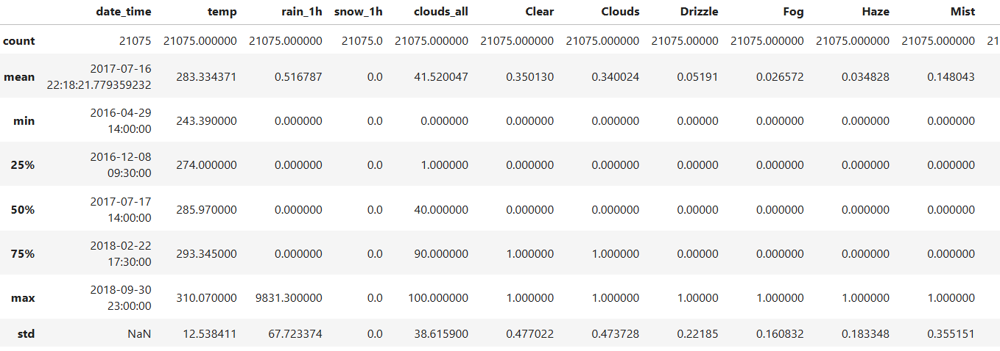 date_time temp rain_1h snow_1h clouds_all Clear Clouds Drizzle Fog Haze Mist
count 21075 21075.000000 21075.000000 21075.0 21075.000000 21075.000000 21075.000000 21075.00000 21075.000000 21075.000000 21075.000000 21
mean 2017-07-16 22:18:21.779359232 283.334371 0.516787 0.0 41.520047 0.350130 0.340024 0.05191 0.026572 0.034828 0.148043
min 2016-04-29 14:00:00 243.390000 0.000000 0.0 0.000000 0.000000 0.000000 0.00000 0.000000 0.000000 0.000000
25% 2016-12-08 09:30:00 274.000000 0.000000 0.0 1.000000 0.000000 0.000000 0.00000 0.000000 0.000000 0.000000
50% 2017-07-17 14:00:00 285.970000 0.000000 0.0 40.000000 0.000000 0.000000 0.00000 0.000000 0.000000 0.000000
75% 2018-02-22 17:30:00 293.345000 0.000000 0.0 90.000000 1.000000 1.000000 0.00000 0.000000 0.000000 0.000000
max 2018-09-30 23:00:00 310.070000 9831.300000 0.0 100.000000 1.000000 1.000000 1.00000 1.000000 1.000000 1.000000
std NaN 12.538411 67.723374 0.0 38.615900 0.477022 0.473728 0.22185 0.160832 0.183348 0.355151